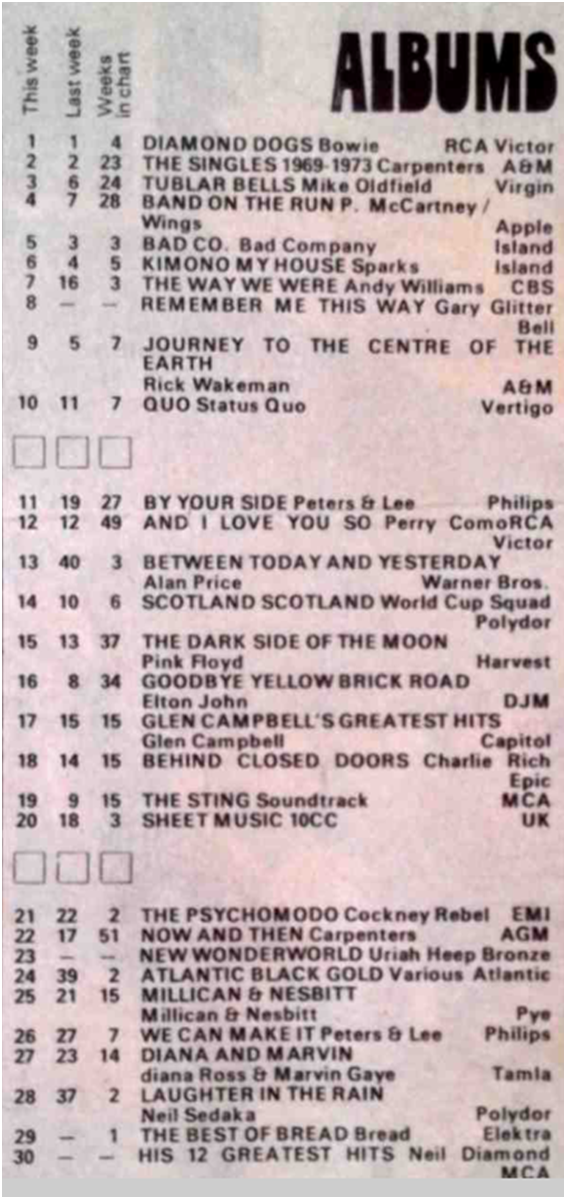 This week
Last week
Weeks
in chart
ALBUMS
1 1 4 DIAMOND DOGS Bowie RCA Victor
2 2 23 THE SINGLES 1969-1973 Carpenters A&M
3 6 24 TUBLAR BELLS Mike Oldfield Virgin
4 7 28 BAND ON THE RUN P. McCartney /
Wings Apple
5 3 3 BAD CO. Bad Company Island
6 4 5 KIMONO MY HOUSE Sparks Island
7 16 3 THE WAY WE WERE Andy Williams CBS
8 — — REMEMBER ME THIS WAY Gary Glitter
Bell
9 5 7 JOURNEY TO THE CENTRE OF THE
EARTH
Rick Wakeman A&M
10 11 7 QUO Status Quo Vertigo
11 19 27 BY YOUR SIDE Peters & Lee Philips
12 12 49 AND I LOVE YOU SO Perry ComoRCA
Victor
13 40 3 BETWEEN TODAY AND YESTERDAY
Alan Price Warner Bros.
14 10 6 SCOTLAND SCOTLAND World Cup Squad
Polydor
15 13 37 THE DARK SIDE OF THE MOON
Pink Floyd Harvest
16 8 34 GOODBYE YELLOW BRICK ROAD
Elton John DJM
17 15 15 GLEN CAMPBELL'S GREATEST HITS
Glen Campbell Capitol
18 14 15 BEHIND CLOSED DOORS Charlie Rich
Epic
19 9 15 THE STING Soundtrack MCA
20 18 3 SHEET MUSIC 10CC UK
21 22 2 THE PSYCHOMODO Cockney Rebel EMI
22 17 51 NOW AND THEN Carpenters AGM
23 — — NEW WONDERWORLD Uriah Heep Bronze
24 39 2 ATLANTIC BLACK GOLD Various Atlantic
25 21 15 MILLICAN & NESBITT
Millican & Nesbitt Pye
26 27 7 WE CAN MAKE IT Peters & Lee Philips
27 23 14 DIANA AND MARVIN
diana Ross & Marvin Gaye Tamla
28 37 2 LAUGHTER IN THE RAIN
Neil Sedaka Polydor
29 — 1 THE BEST OF BREAD Bread Elektra
30 — — HIS 12 GREATEST HITS Neil Diamond
MCA